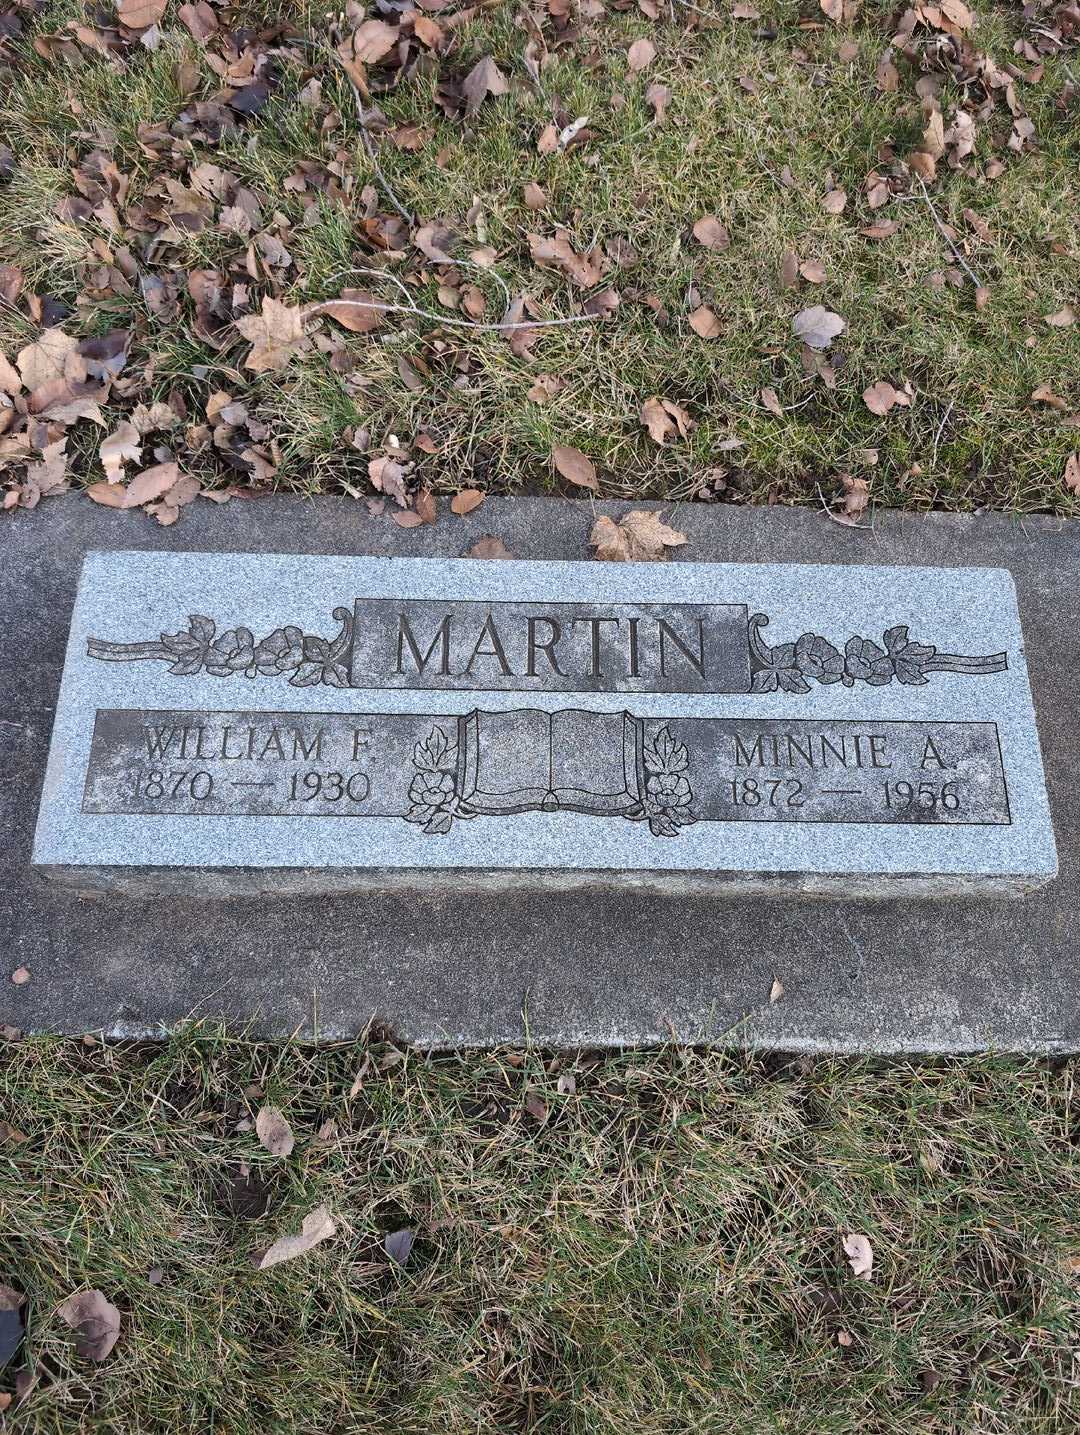 MARTIN
WILLIAM F.
1870 — 1930
MINNIE A.
1872 — 1956